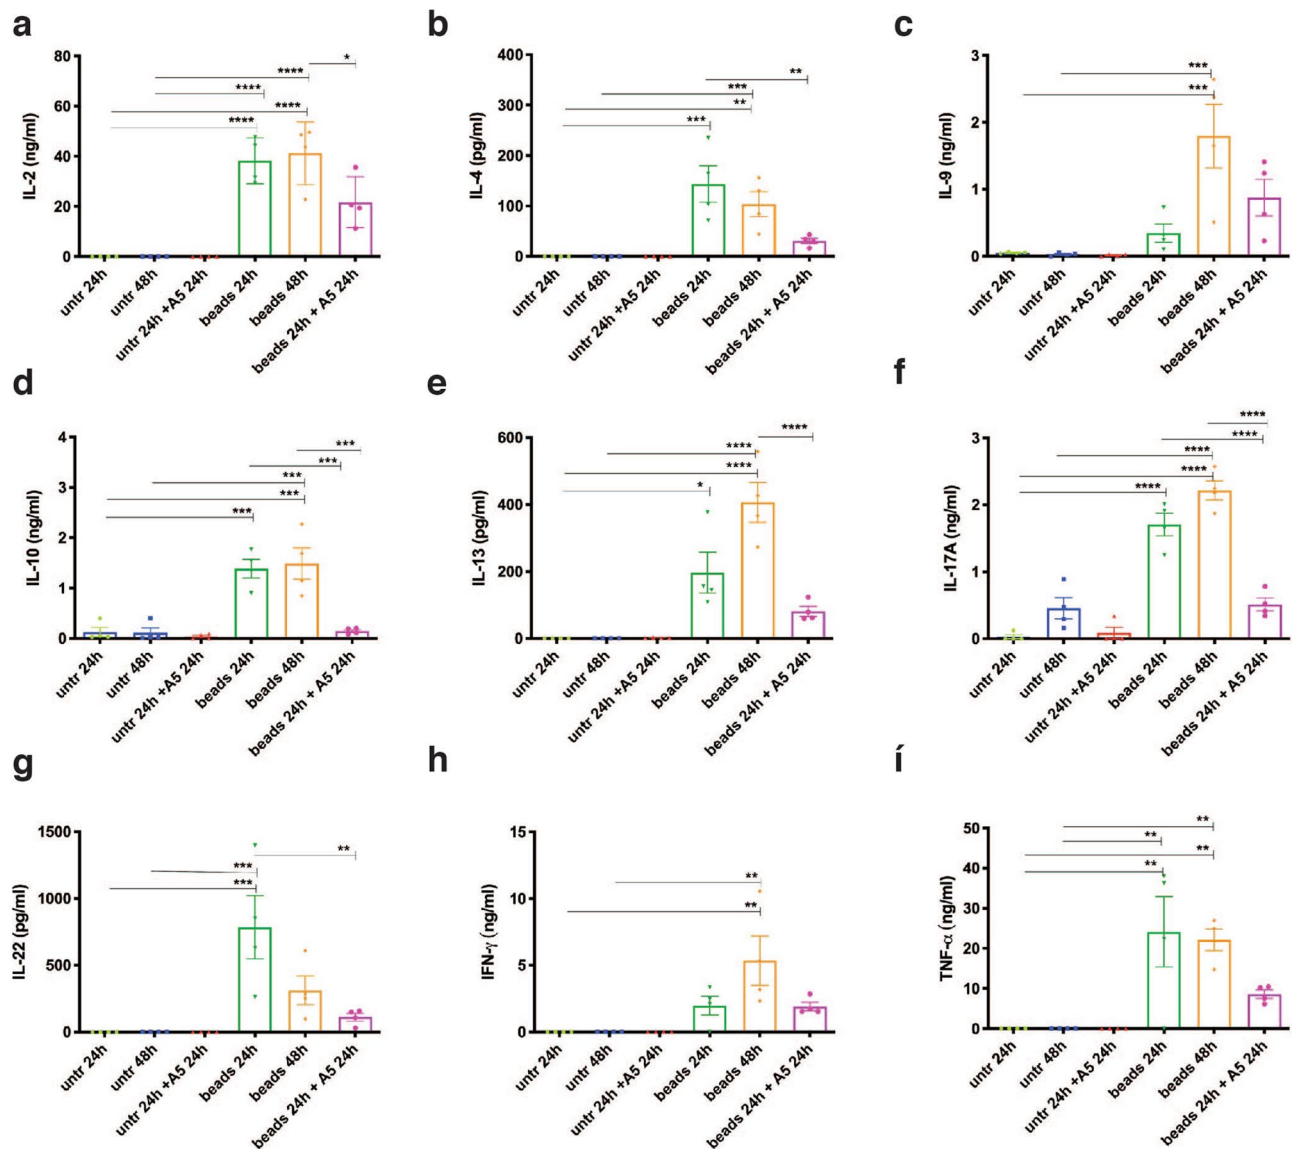 a
IL-2 (ng/ml)
80
60
40
20
0
****
****
****
****
*
untr 24h
untr 48h
untr 24h +A5 24h
beads 24h
beads 48h
beads 24h + A5 24h
b
IL-4 (pg/ml)
400
300
200
100
0
***
**
***
**
untr 24h
untr 48h
untr 24h +A5 24h
beads 24h
beads 48h
beads 24h + A5 24h
c
IL-9 (ng/ml)
3
2
1
0
***
***
untr 24h
untr 48h
untr 24h +A5 24h
beads 24h
beads 48h
beads 24h + A5 24h
d
IL-10 (ng/ml)
4
3
2
1
0
***
***
***
***
***
untr 24h
untr 48h
untr 24h +A5 24h
beads 24h
beads 48h
beads 24h + A5 24h
e
IL-13 (pg/ml)
600
400
200
0
****
****
****
*
untr 24h
untr 48h
untr 24h +A5 24h
beads 24h
beads 48h
beads 24h + A5 24h
f
IL-17A (ng/ml)
3
2
1
0
****
****
****
****
****
untr 24h
untr 48h
untr 24h +A5 24h
beads 24h
beads 48h
beads 24h + A5 24h
g
IL-22 (pg/ml)
1500
1000
500
0
**
***
***
untr 24h
untr 48h
untr 24h +A5 24h
beads 24h
beads 48h
beads 24h + A5 24h
h
IFN-γ (ng/ml)
15
10
5
0
**
**
untr 24h
untr 48h
untr 24h +A5 24h
beads 24h
beads 48h
beads 24h + A5 24h
í
TNF-α (ng/ml)
50
40
30
20
10
0
**
**
**
**
untr 24h
untr 48h
untr 24h +A5 24h
beads 24h
beads 48h
beads 24h + A5 24h